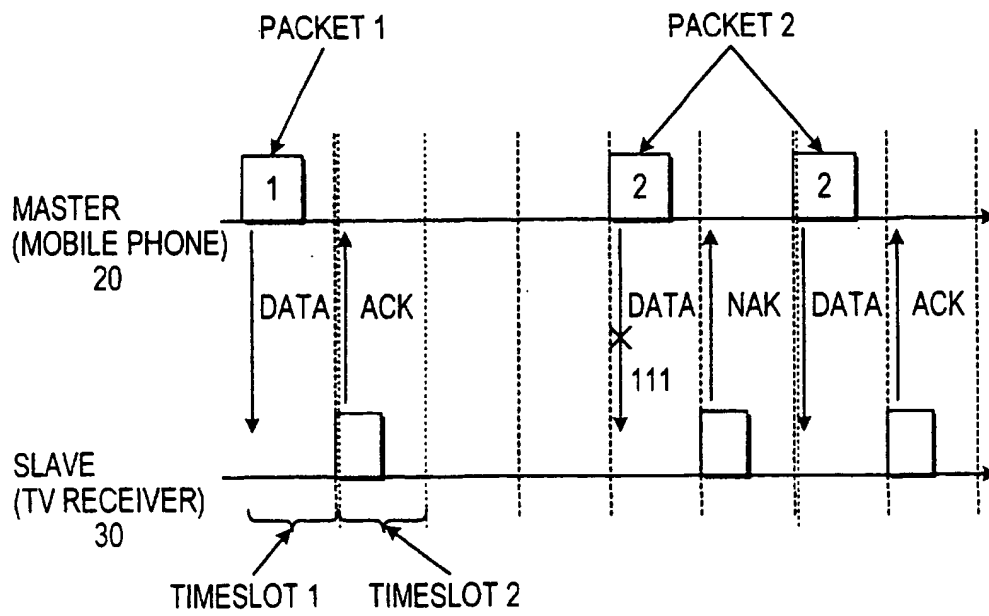 PACKET 1
PACKET 2
1
2
2
MASTER
(MOBILE PHONE)
20
DATA
ACK
DATA
NAK
DATA
ACK
111
SLAVE
(TV RECEIVER)
30
TIMESLOT 1
TIMESLOT 2